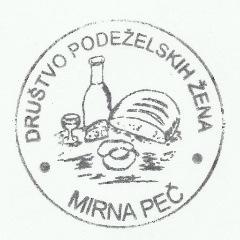 DRUŠTVO PODEŽELSKIH ŽENA
MIRNA PEČ